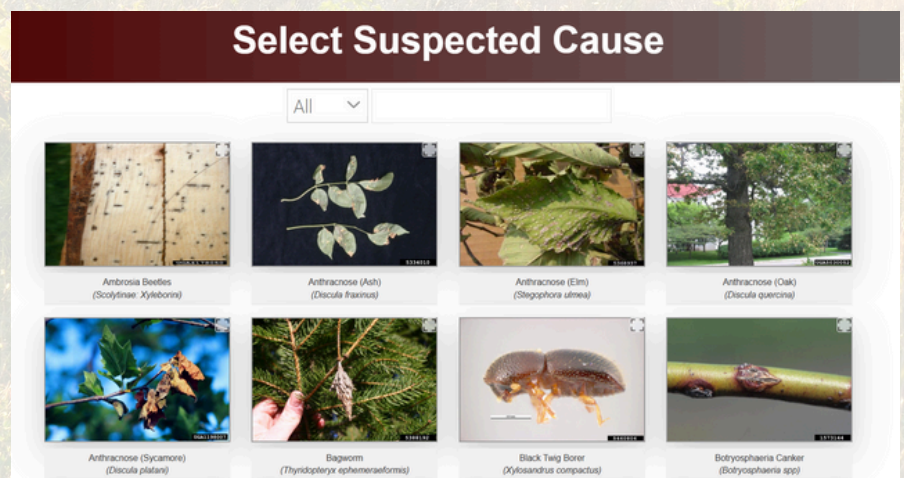 Select Suspected Cause
All
Ambrosia Beetles
(Scolytinae: Xyleborini)
Anthracnose (Ash)
(Discula fraxinus)
Anthracnose (Elm)
(Stegophora ulmea)
Anthracnose (Oak)
(Discula quercina)
Anthracnose (Sycamore)
(Discula platani)
Bagworm
(Thyridopteryx ephemeraeformis)
Black Twig Borer
(Xylosandrus compactus)
Botryosphaeria Canker
(Botryosphaeria spp)